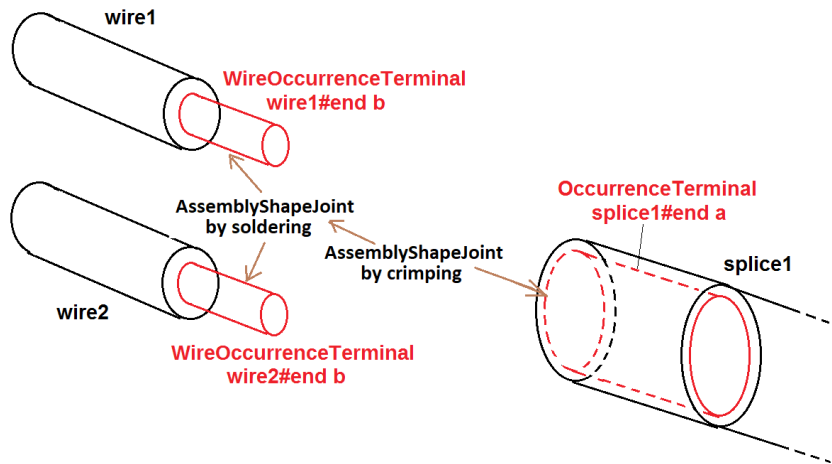 wire1
WireOccurrenceTerminal
wire1#end b
AssemblyShapeJoint
by soldering
AssemblyShapeJoint
by crimping
OccurrenceTerminal
splice1#end a
splice1
wire2
WireOccurrenceTerminal
wire2#end b